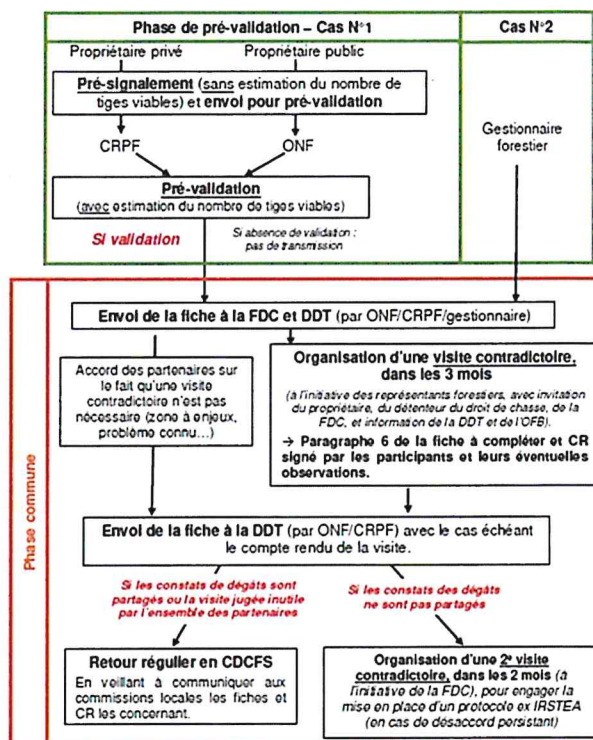 Phase de pré-validation – Cas N°1
Cas N°2
Propriétaire privé
Propriétaire public
Pré-signalement (sans estimation du nombre de
tiges viables) et envoi pour pré-validation
CRPF
ONF
Gestionnaire
forestier
Pré-validation
(avec estimation du nombre de tiges viables)
Si validation
Si absence de validation :
pas de transmission
Phase commune
Envoi de la fiche à la FDC et DDT (par ONF/CRPF/gestionnaire)
Accord des partenaires sur
le fait qu'une visite
contradictoire n'est pas
nécessaire (zone à enjeux,
problème connu…)
Organisation d'une visite contradictoire,
dans les 3 mois
(à l'initiative des représentants forestiers, avec invitation
du propriétaire, du détenteur du droit de chasse, de la
FDC, et information de la DDT et de l'OFB).
→ Paragraphe 6 de la fiche à compléter et CR
signé par les participants et leurs éventuelles
observations.
Envoi de la fiche à la DDT (par ONF/CRPF) avec le cas échéant
le compte rendu de la visite.
Si les constats de dégâts sont
partagés ou la visite jugée inutile
par l'ensemble des partenaires
Si les constats des dégâts
ne sont pas partagés
Retour régulier en CDCFS
En veillant à communiquer aux
commissions locales les fiches et
CR les concernant.
Organisation d'une 2e visite
contradictoire, dans les 2 mois (à
l'initiative de la FDC), pour engager la
mise en place d'un protocole ex IRSTEA
(en cas de désaccord persistant)